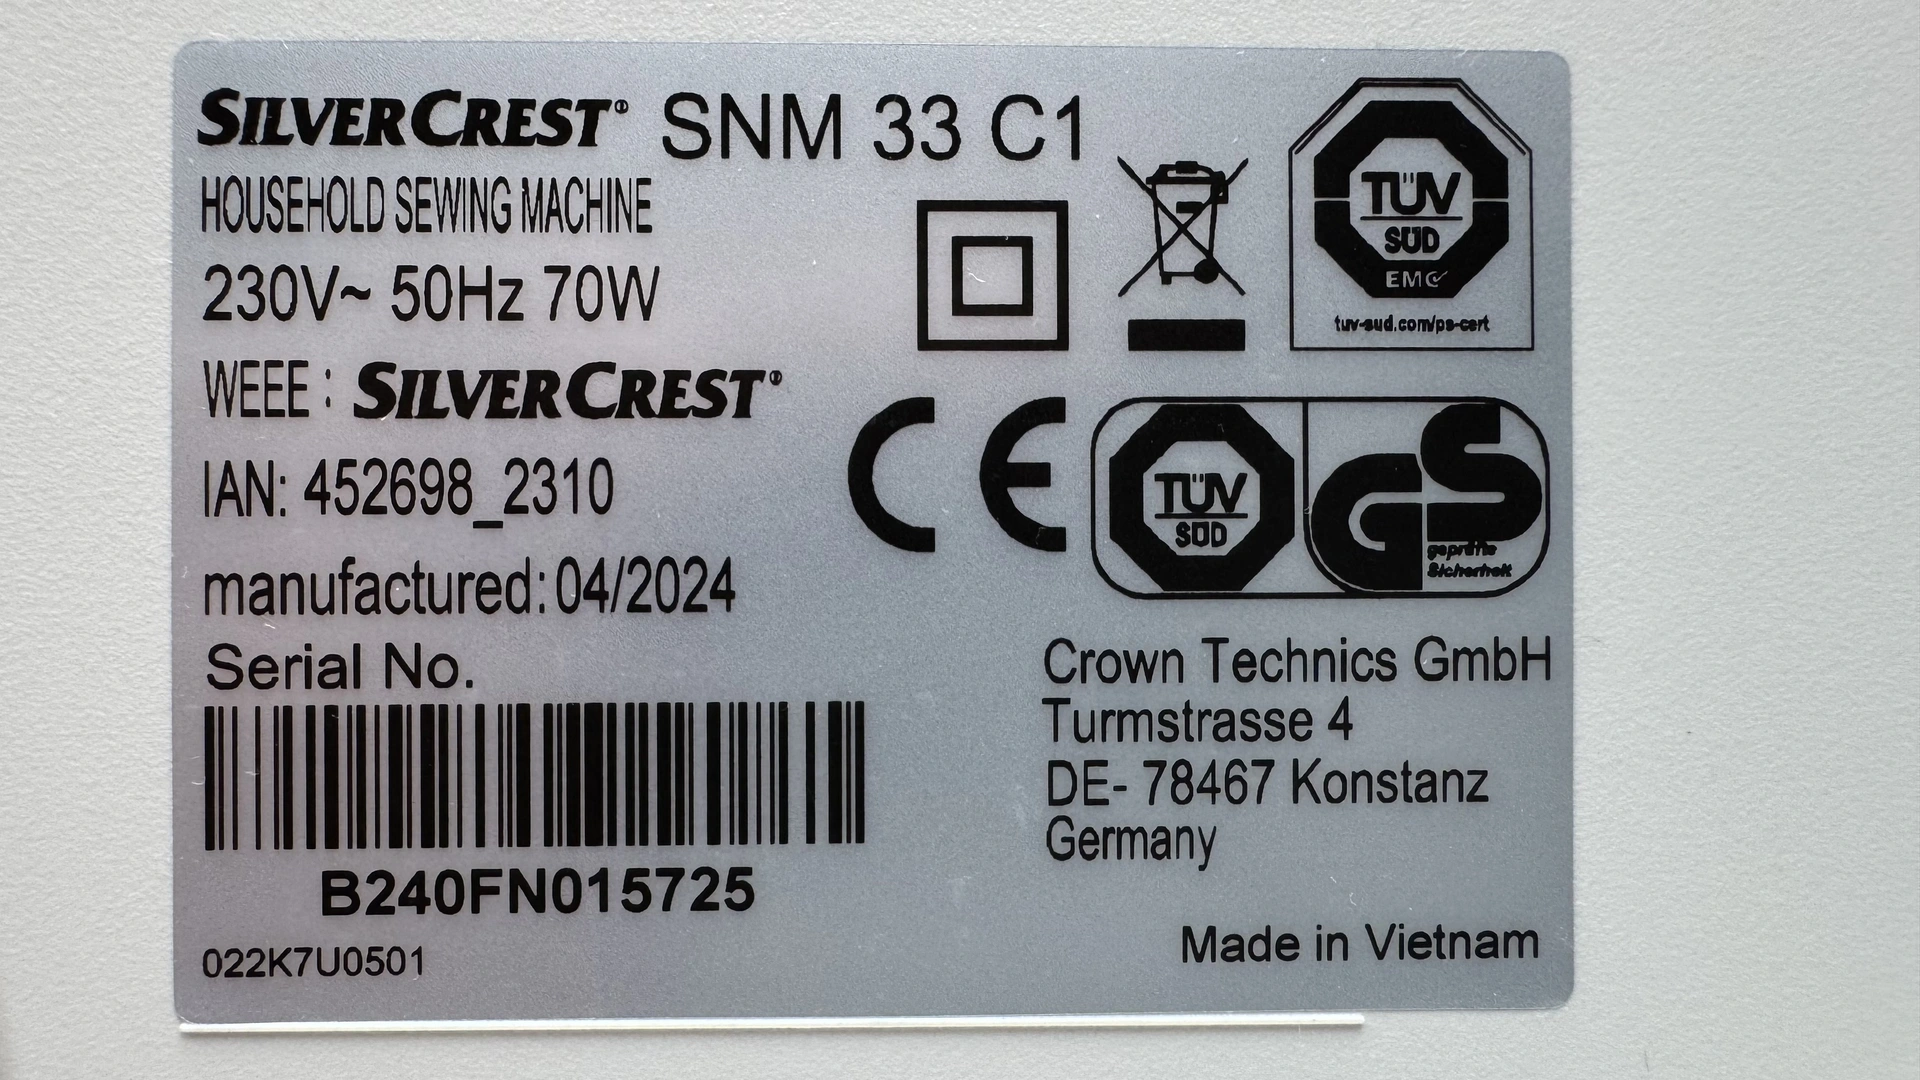 SILVERCREST® SNM 33 C1
HOUSEHOLD SEWING MACHINE
230V~ 50Hz 70W
WEEE : SILVERCREST®
IAN: 452698_2310
manufactured: 04/2024
Serial No.
B240FN015725
022K7U0501
TÜV
SÜD
EMC
tuv-sud.com/ps-cert
CE
TÜV
SÜD
GS
geprüfte
Sicherheit
Crown Technics GmbH
Turmstrasse 4
DE- 78467 Konstanz
Germany
Made in Vietnam